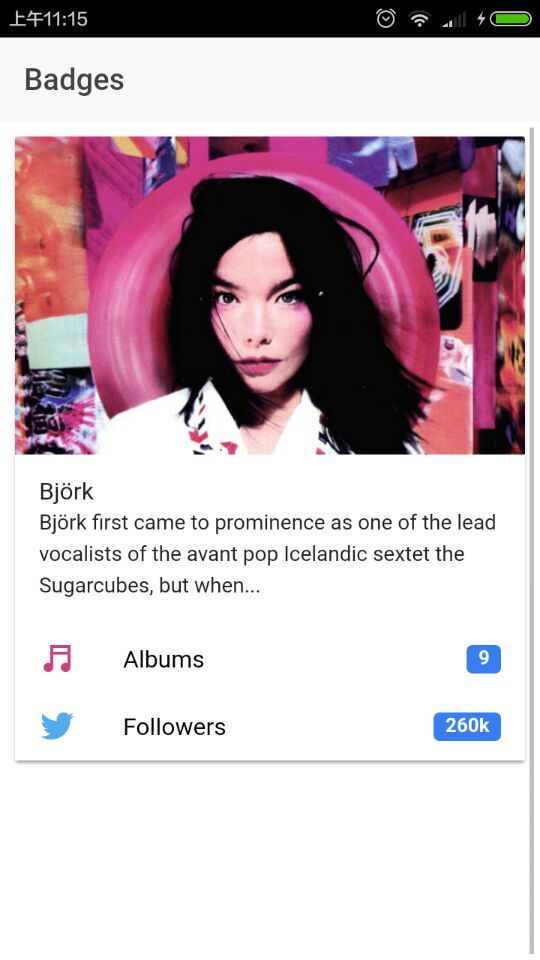 上午11:15
Badges
Björk
Björk first came to prominence as one of the lead
vocalists of the avant pop Icelandic sextet the
Sugarcubes, but when...
Albums 9
Followers 260k